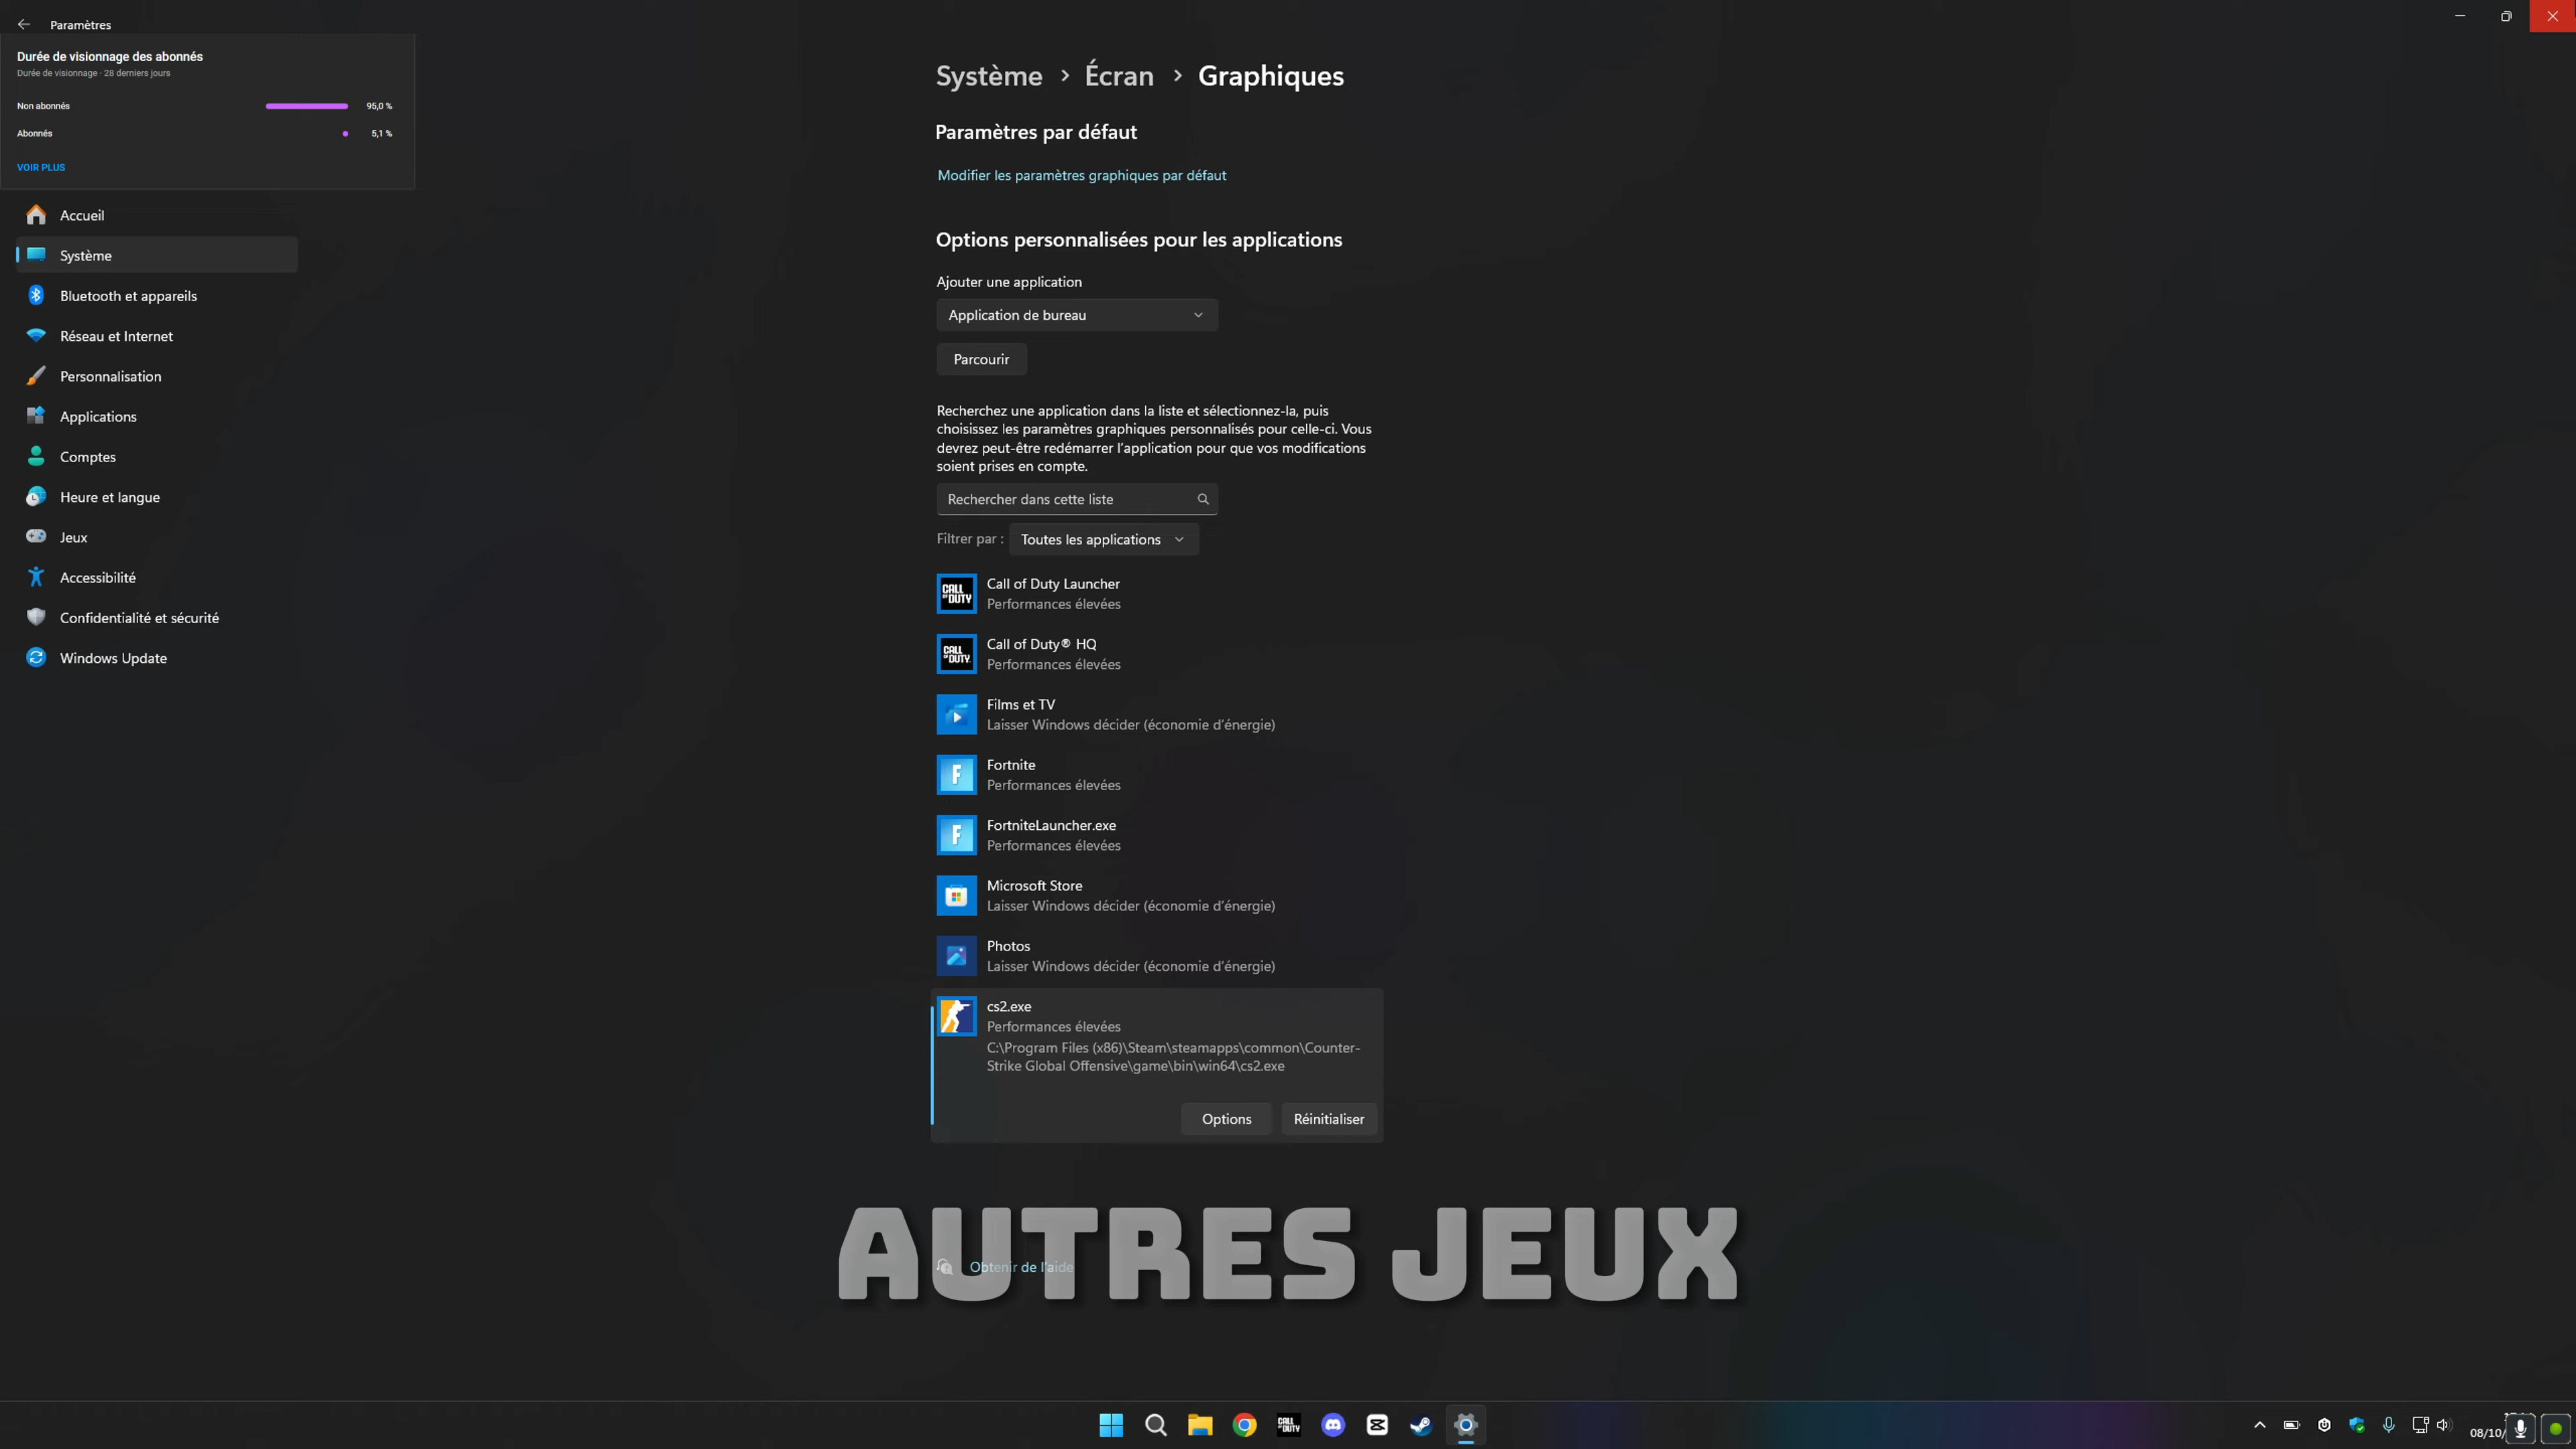 Paramètres
Durée de visionnage des abonnés
Durée de visionnage · 28 derniers jours
Non abonnés 95,0 %
Abonnés 5,1 %
VOIR PLUS
Accueil
Système
Bluetooth et appareils
Réseau et Internet
Personnalisation
Applications
Comptes
Heure et langue
Jeux
Accessibilité
Confidentialité et sécurité
Windows Update
Système > Écran > Graphiques
Paramètres par défaut
Modifier les paramètres graphiques par défaut
Options personnalisées pour les applications
Ajouter une application
Application de bureau
Parcourir
Recherchez une application dans la liste et sélectionnez-la, puis
choisissez les paramètres graphiques personnalisés pour celle-ci. Vous
devrez peut-être redémarrer l'application pour que vos modifications
soient prises en compte.
Rechercher dans cette liste
Filtrer par : Toutes les applications
CALL OF DUTY
Call of Duty Launcher
Performances élevées
CALL OF DUTY
Call of Duty® HQ
Performances élevées
Films et TV
Laisser Windows décider (économie d'énergie)
F
Fortnite
Performances élevées
F
FortniteLauncher.exe
Performances élevées
Microsoft Store
Laisser Windows décider (économie d'énergie)
Photos
Laisser Windows décider (économie d'énergie)
cs2.exe
Performances élevées
C:\Program Files (x86)\Steam\steamapps\common\Counter-
Strike Global Offensive\game\bin\win64\cs2.exe
Options Réinitialiser
Obtenir de l'aide
AUTRES JEUX
CALL OF DUTY
08/10/